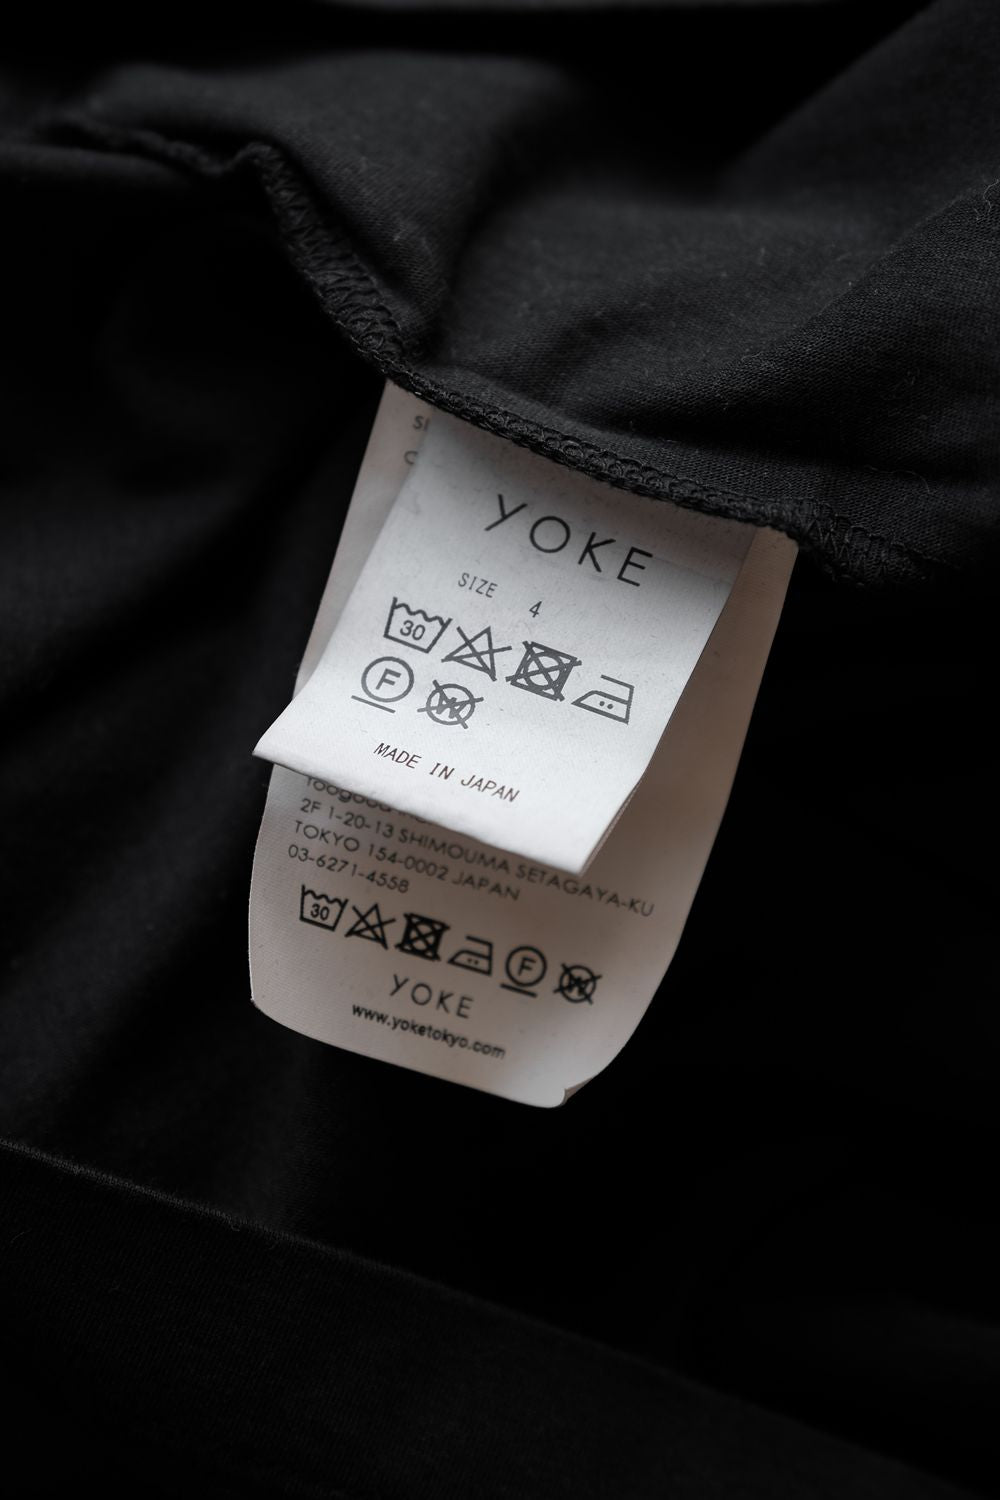 YOKE
SIZE 4
30
F W
MADE IN JAPAN
2F 1-20-13 SHIMOUMA SETAGAYA-KU
TOKYO 154-0002 JAPAN
03-6271-4558
30 F W
YOKE
www.yoketokyo.com